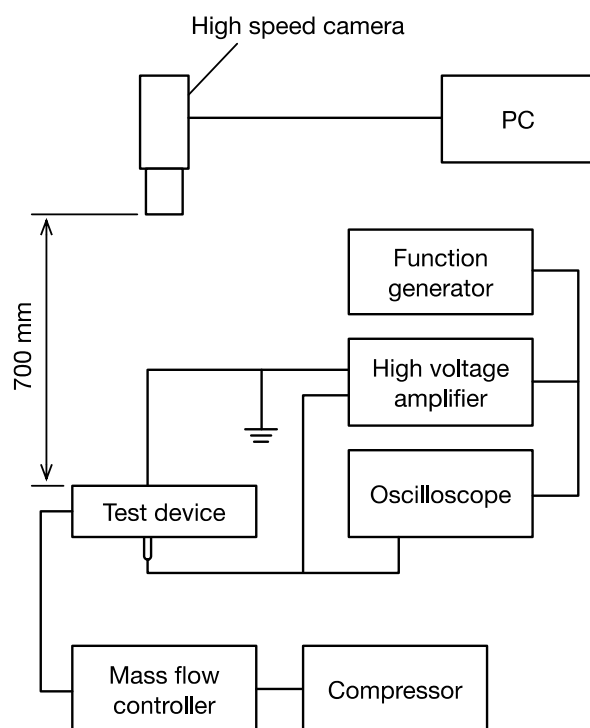 High speed camera
PC
Function
generator
700 mm
High voltage
amplifier
Test device
Oscilloscope
Mass flow
controller
Compressor